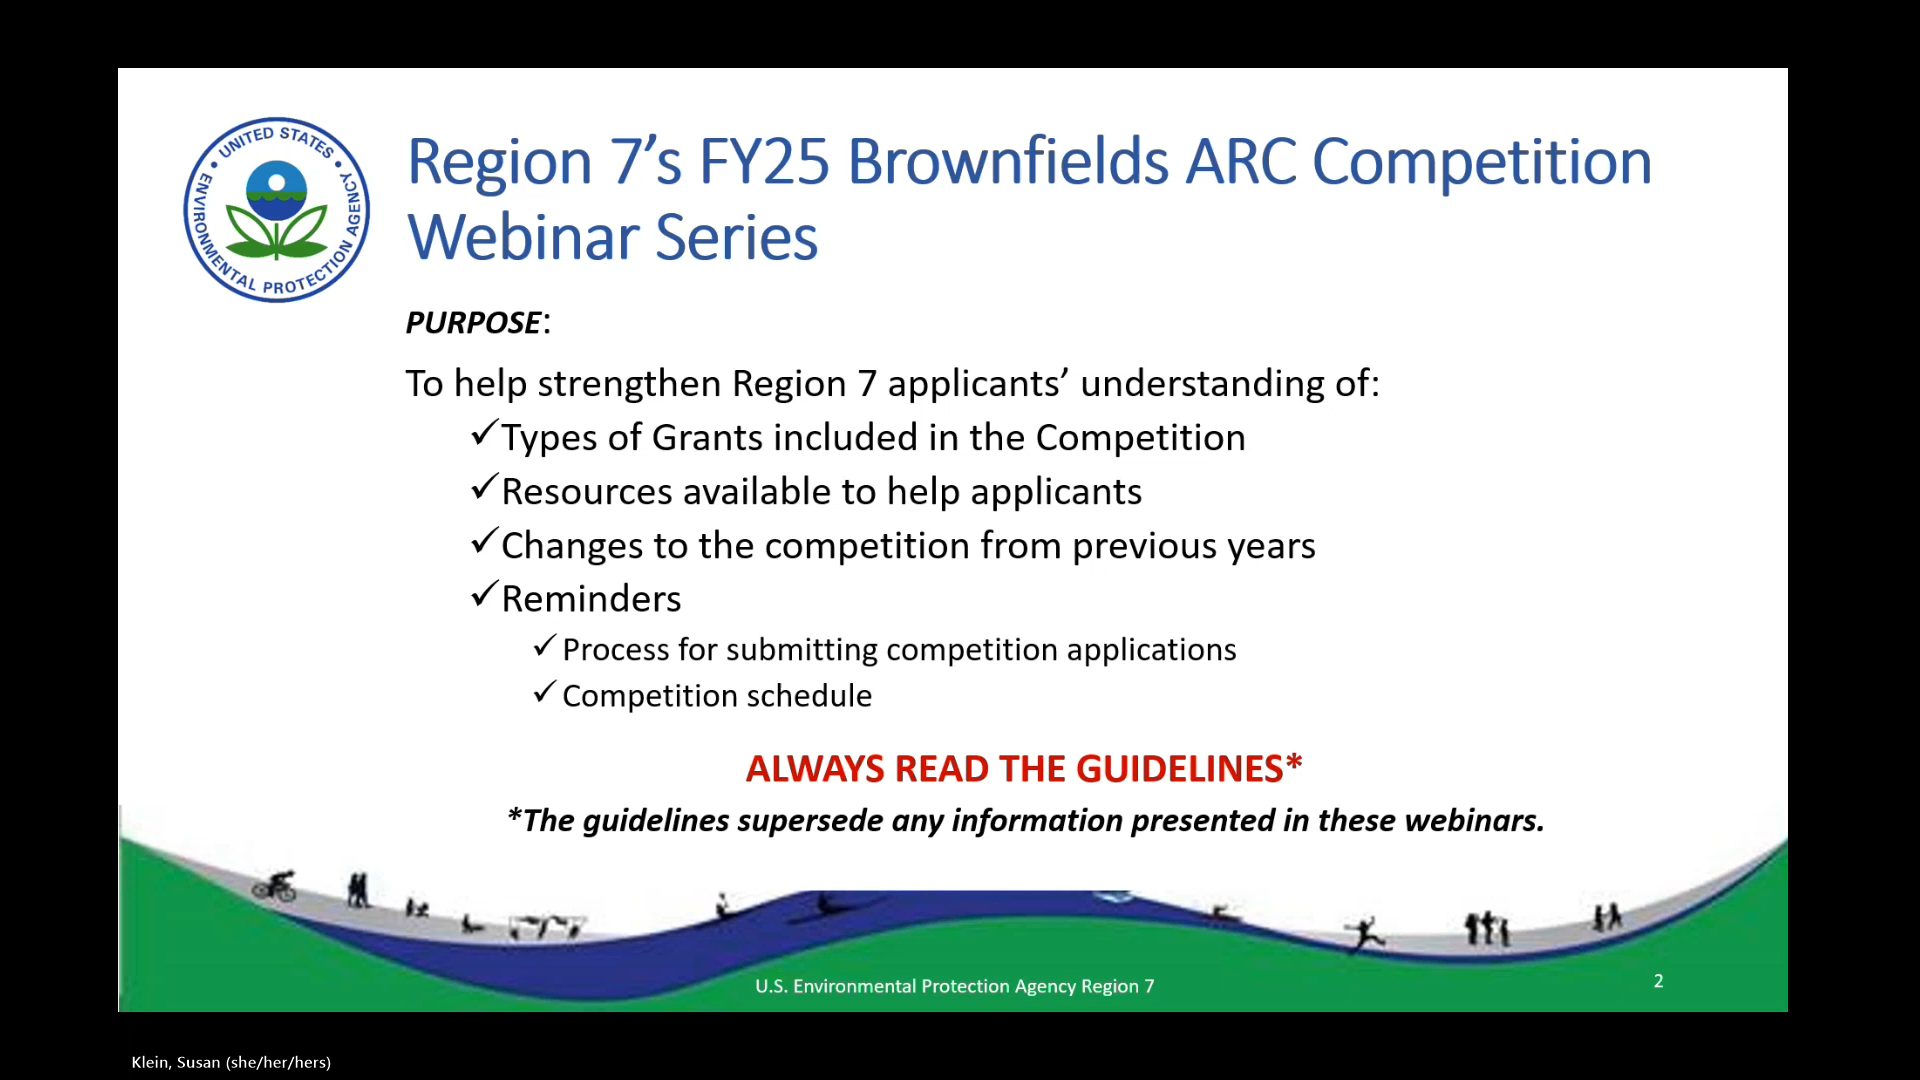 UNITED STATES
ENVIRONMENTAL PROTECTION AGENCY
Region 7’s FY25 Brownfields ARC Competition
Webinar Series
PURPOSE:
To help strengthen Region 7 applicants’ understanding of:
✓Types of Grants included in the Competition
✓Resources available to help applicants
✓Changes to the competition from previous years
✓Reminders
✓Process for submitting competition applications
✓Competition schedule
ALWAYS READ THE GUIDELINES*
*The guidelines supersede any information presented in these webinars.
U.S. Environmental Protection Agency Region 7
2
Klein, Susan (she/her/hers)